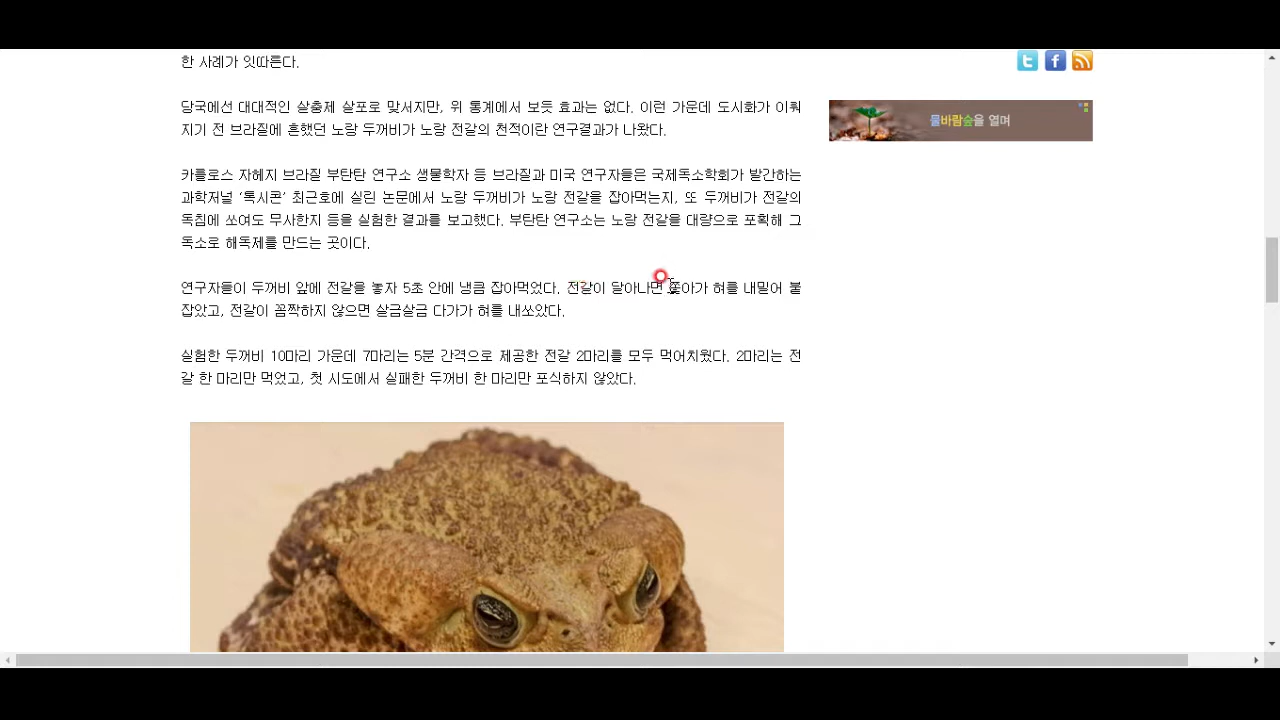 한 사례가 잇따른다.
당국에선 대대적인 살충제 살포로 맞서지만, 위 통계에서 보듯 효과는 없다. 이런 가운데 도시화가 이뤄
지기 전 브라질에 흔했던 노랑 두꺼비가 노랑 전갈의 천적이란 연구결과가 나왔다.
카를로스 자레지 브라질 부탄탄 연구소 생물학자 등 브라질과 미국 연구자들은 국제독소학회가 발간하는
과학저널 ‘톡시콘’ 최근호에 실린 논문에서 노랑 두꺼비가 노랑 전갈을 잡아먹는지, 또 두꺼비가 전갈의
독침에 쏘여도 무사한지 등을 실험한 결과를 보고했다. 부탄탄 연구소는 노랑 전갈을 대량으로 포획해 그
독소로 해독제를 만드는 곳이다.
연구자들이 두꺼비 앞에 전갈을 놓자 5초 안에 냉큼 잡아먹었다. 전갈이 달아나면 쫓아가 혀를 내밀어 붙
잡았고, 전갈이 꼼짝하지 않으면 살금살금 다가가 혀를 내쏘았다.
실험한 두꺼비 10마리 가운데 7마리는 5분 간격으로 제공한 전갈 2마리를 모두 먹어치웠다. 2마리는 전
갈 한 마리만 먹었고, 첫 시도에서 실패한 두꺼비 한 마리만 포식하지 않았다.
물바람숲을 열며